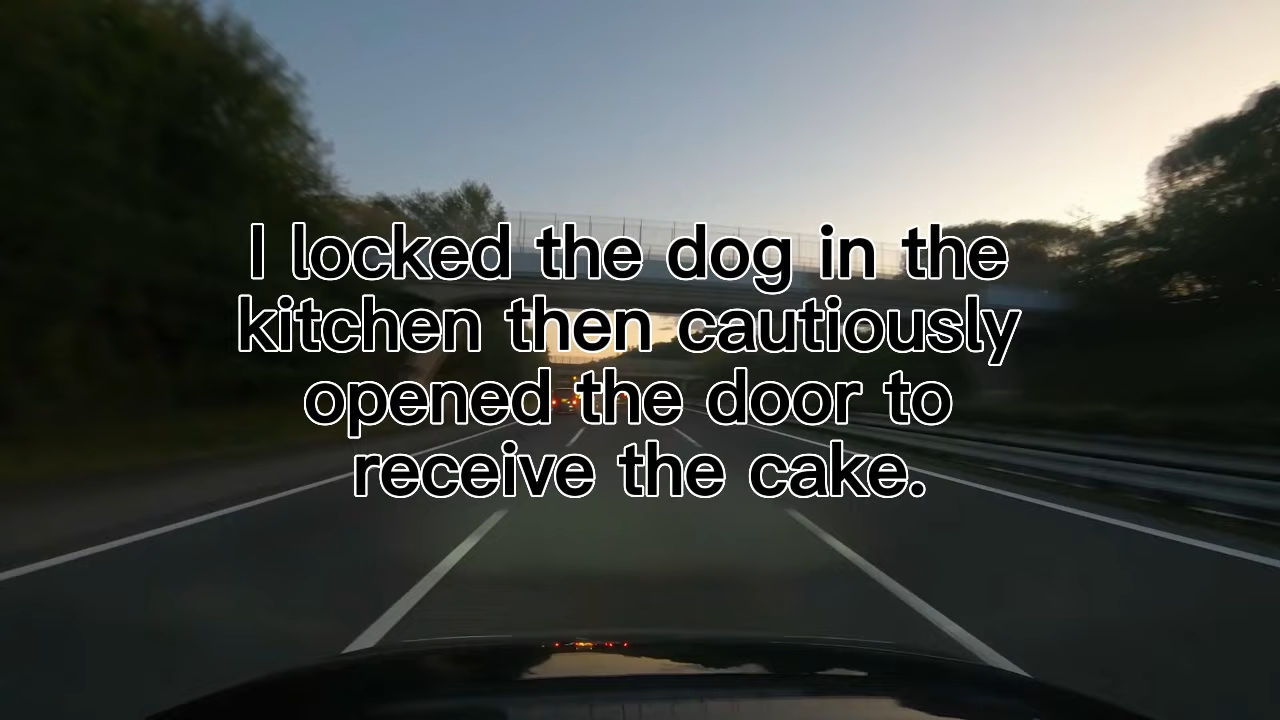 I locked the dog in the
kitchen then cautiously
opened the door to
receive the cake.